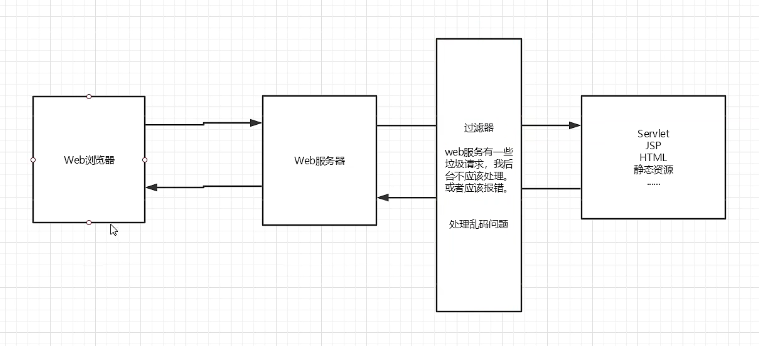 Web浏览器
Web服务器
过滤器
web服务有一些
垃圾请求，我后
台不应该处理。
或者应该报错。
处理乱码问题
Servlet
JSP
HTML
静态资源
......